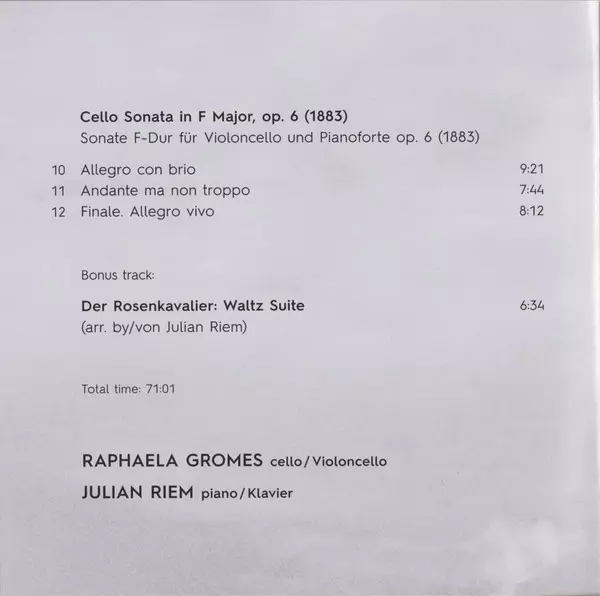 Cello Sonata in F Major, op. 6 (1883)
Sonate F-Dur für Violoncello und Pianoforte op. 6 (1883)
10 Allegro con brio 9:21
11 Andante ma non troppo 7:44
12 Finale. Allegro vivo 8:12
Bonus track:
Der Rosenkavalier: Waltz Suite 6:34
(arr. by/von Julian Riem)
Total time: 71:01
RAPHAELA GROMES cello/Violoncello
JULIAN RIEM piano/Klavier